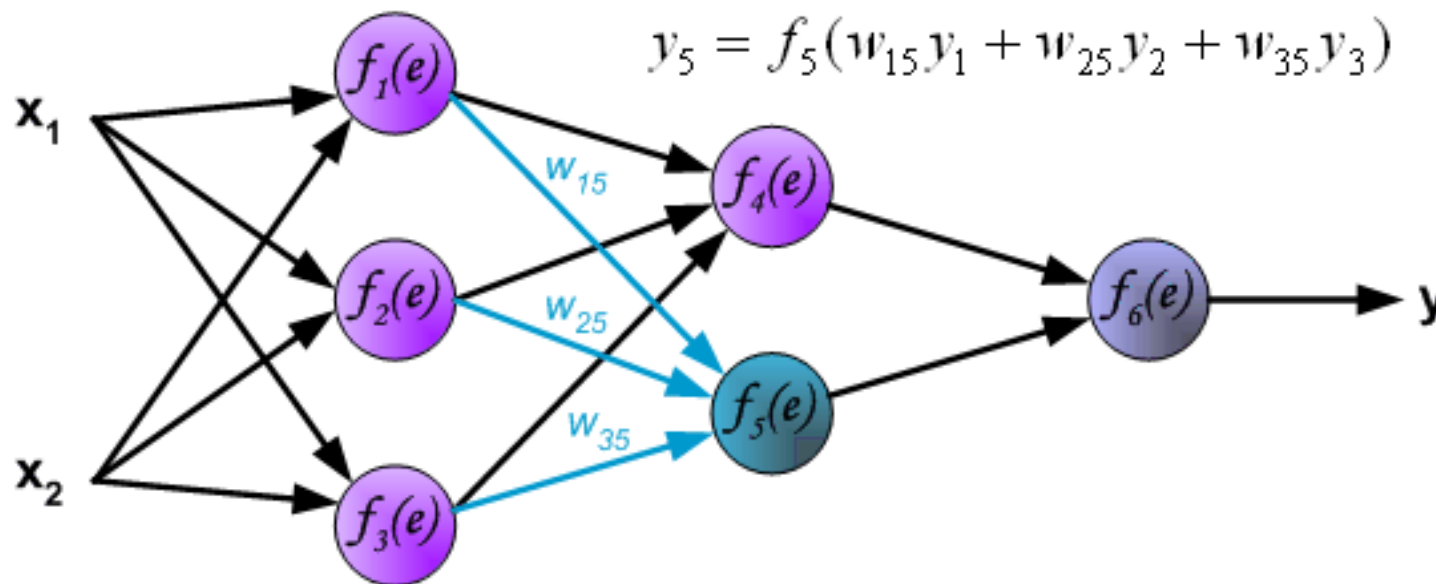 y₅ = f₅(w₁₅y₁ + w₂₅y₂ + w₃₅y₃)
f₁(e)
x₁
w₁₅
f₄(e)
f₂(e)
f₆(e)
y
w₂₅
f₅(e)
w₃₅
x₂
f₃(e)